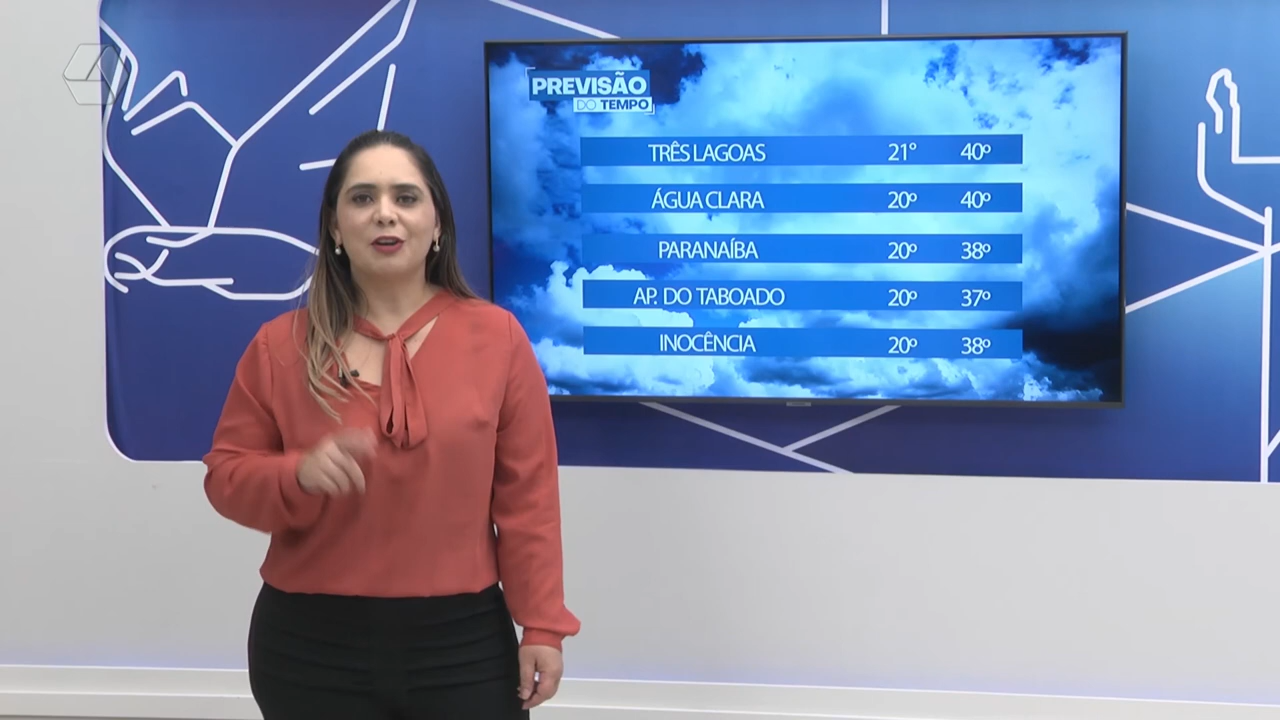 PREVISÃO
DO TEMPO
TRÊS LAGOAS 21° 40º
ÁGUA CLARA 20º 40º
PARANAÍBA 20º 38º
AP. DO TABOADO 20º 37º
INOCÊNCIA 20º 38º